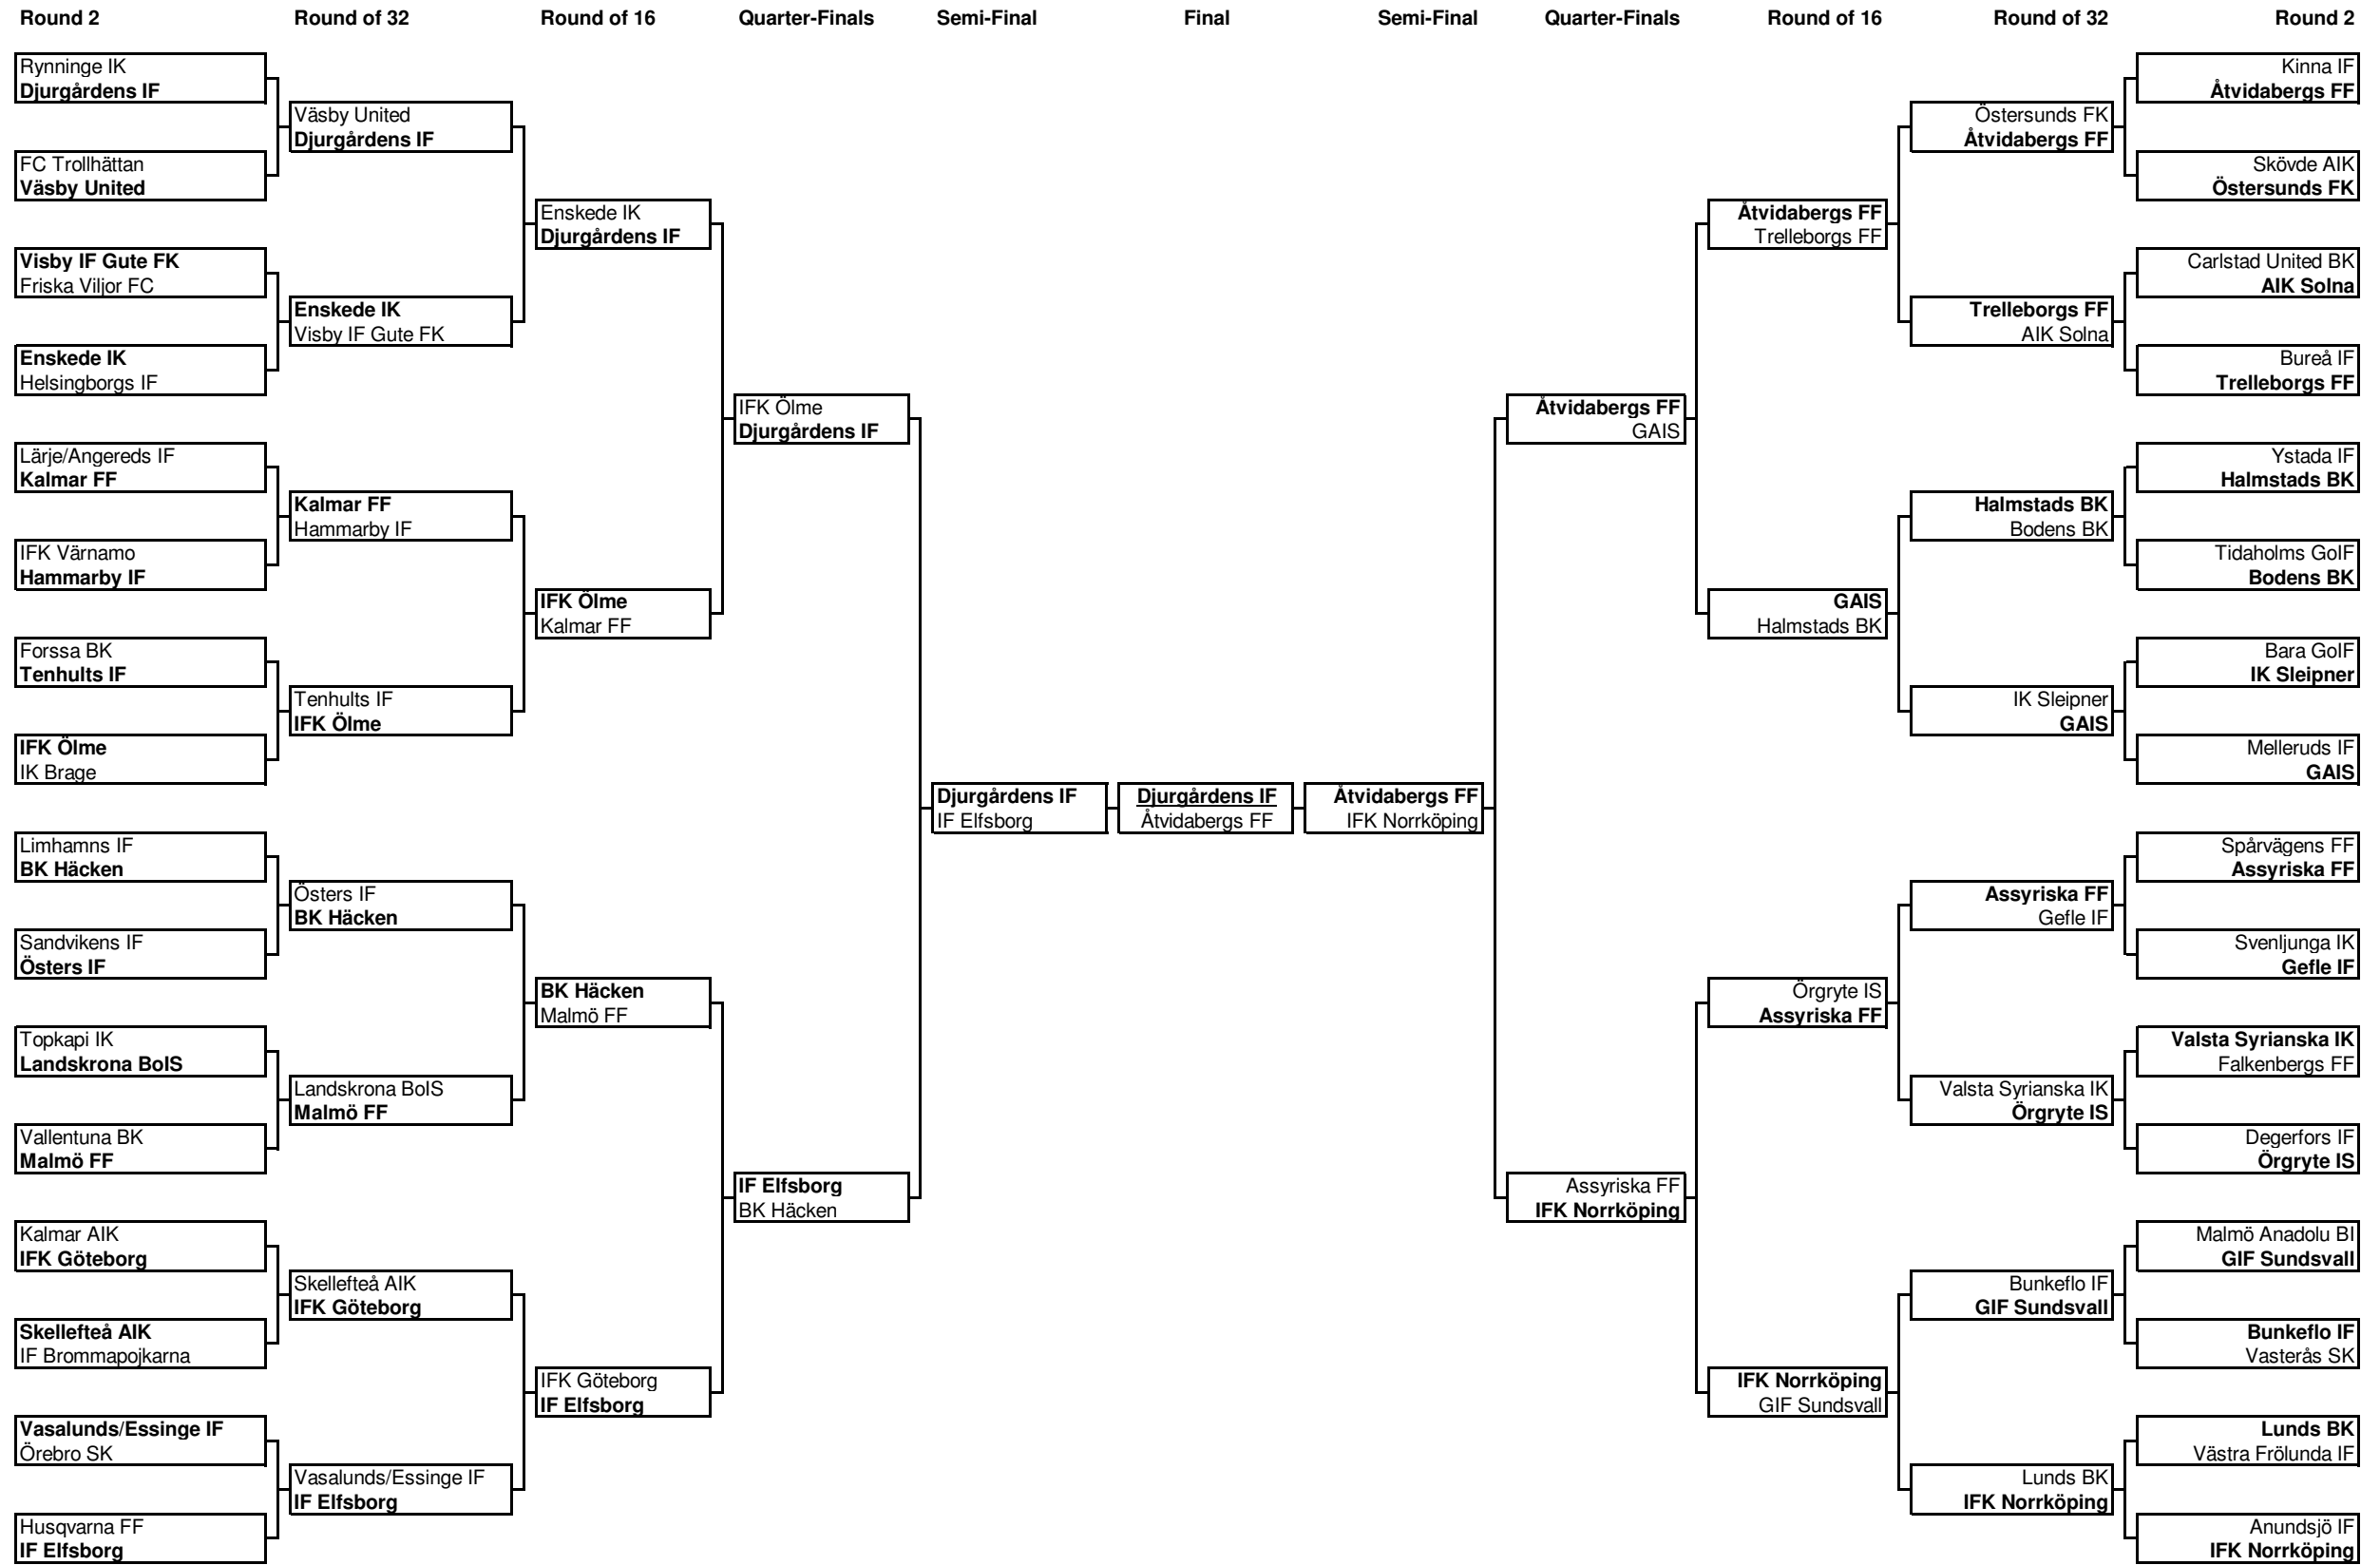 Round 2
Round of 32
Round of 16
Quarter-Finals
Semi-Final
Final
Semi-Final
Quarter-Finals
Round of 16
Round of 32
Round 2
Rynninge IK
Djurgårdens IF
FC Trollhättan
Väsby United
Visby IF Gute FK
Friska Viljor FC
Enskede IK
Helsingborgs IF
Lärje/Angereds IF
Kalmar FF
IFK Värnamo
Hammarby IF
Forssa BK
Tenhults IF
IFK Ölme
IK Brage
Limhamns IF
BK Häcken
Sandvikens IF
Östers IF
Topkapi IK
Landskrona BoIS
Vallentuna BK
Malmö FF
Kalmar AIK
IFK Göteborg
Skellefteå AIK
IF Brommapojkarna
Vasalunds/Essinge IF
Örebro SK
Husqvarna FF
IF Elfsborg
Väsby United
Djurgårdens IF
Enskede IK
Visby IF Gute FK
Kalmar FF
Hammarby IF
Tenhults IF
IFK Ölme
Östers IF
BK Häcken
Landskrona BoIS
Malmö FF
Skellefteå AIK
IFK Göteborg
Vasalunds/Essinge IF
IF Elfsborg
Enskede IK
Djurgårdens IF
IFK Ölme
Kalmar FF
BK Häcken
Malmö FF
IFK Göteborg
IF Elfsborg
IFK Ölme
Djurgårdens IF
IF Elfsborg
BK Häcken
Djurgårdens IF
IF Elfsborg
Djurgårdens IF
Åtvidabergs FF
Åtvidabergs FF
IFK Norrköping
Åtvidabergs FF
GAIS
Assyriska FF
IFK Norrköping
Åtvidabergs FF
Trelleborgs FF
GAIS
Halmstads BK
Örgryte IS
Assyriska FF
IFK Norrköping
GIF Sundsvall
Östersunds FK
Åtvidabergs FF
Trelleborgs FF
AIK Solna
Halmstads BK
Bodens BK
IK Sleipner
GAIS
Assyriska FF
Gefle IF
Valsta Syrianska IK
Örgryte IS
Bunkeflo IF
GIF Sundsvall
Lunds BK
IFK Norrköping
Kinna IF
Åtvidabergs FF
Skövde AIK
Östersunds FK
Carlstad United BK
AIK Solna
Bureå IF
Trelleborgs FF
Ystada IF
Halmstads BK
Tidaholms GoIF
Bodens BK
Bara GoIF
IK Sleipner
Melleruds IF
GAIS
Spårvägens FF
Assyriska FF
Svenljunga IK
Gefle IF
Valsta Syrianska IK
Falkenbergs FF
Degerfors IF
Örgryte IS
Malmö Anadolu BI
GIF Sundsvall
Bunkeflo IF
Vasterås SK
Lunds BK
Västra Frölunda IF
Anundsjö IF
IFK Norrköping